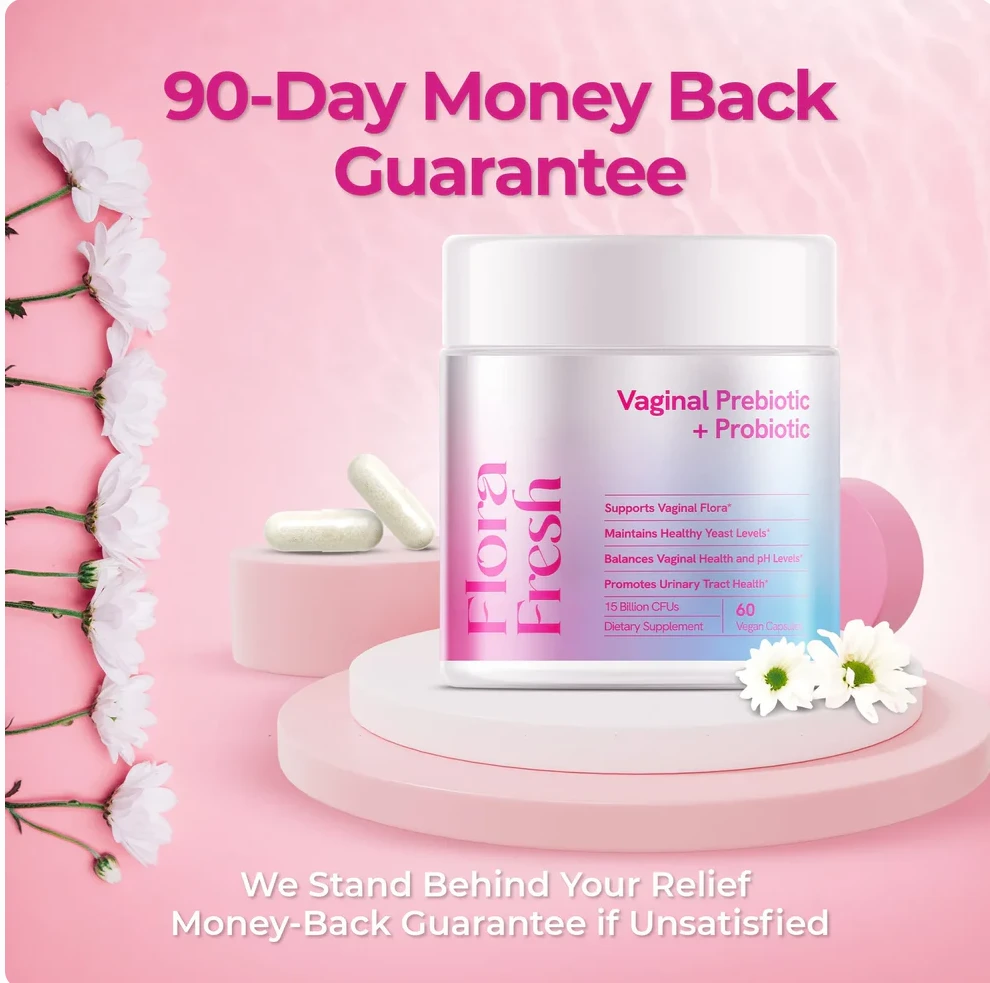 90-Day Money Back
Guarantee
Vaginal Prebiotic
+ Probiotic
Flora
Fresh
Supports Vaginal Flora*
Maintains Healthy Yeast Levels*
Balances Vaginal Health and pH Levels*
Promotes Urinary Tract Health*
15 Billion CFUs
Dietary Supplement
60
Vegan
We Stand Behind Your Relief
Money-Back Guarantee if Unsatisfied